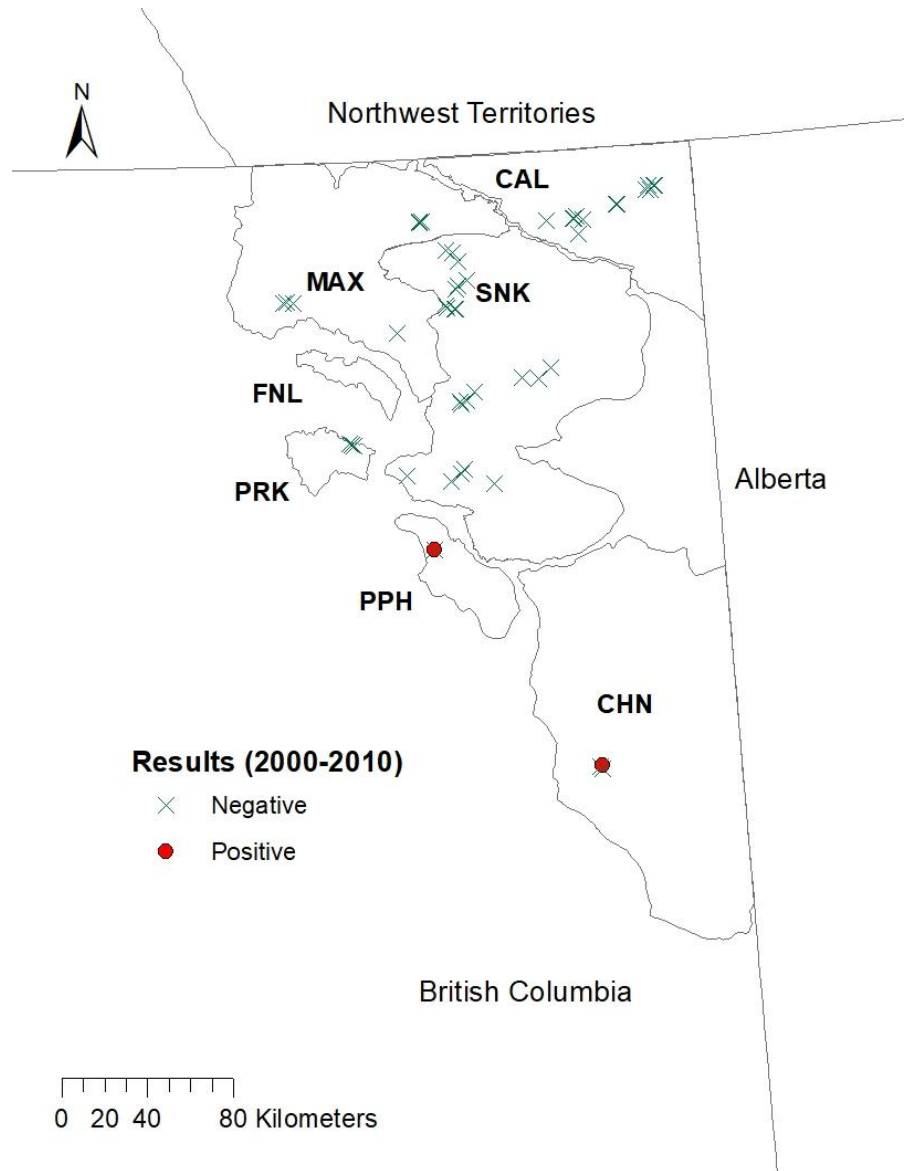 N
Northwest Territories
CAL
MAX
SNK
FNL
Alberta
PRK
PPH
CHN
Results (2000-2010)
Negative
Positive
British Columbia
0 20 40 80 Kilometers